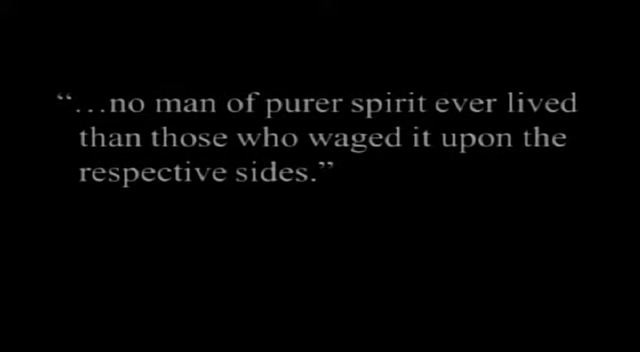 “…no man of purer spirit ever lived
than those who waged it upon the
respective sides.”